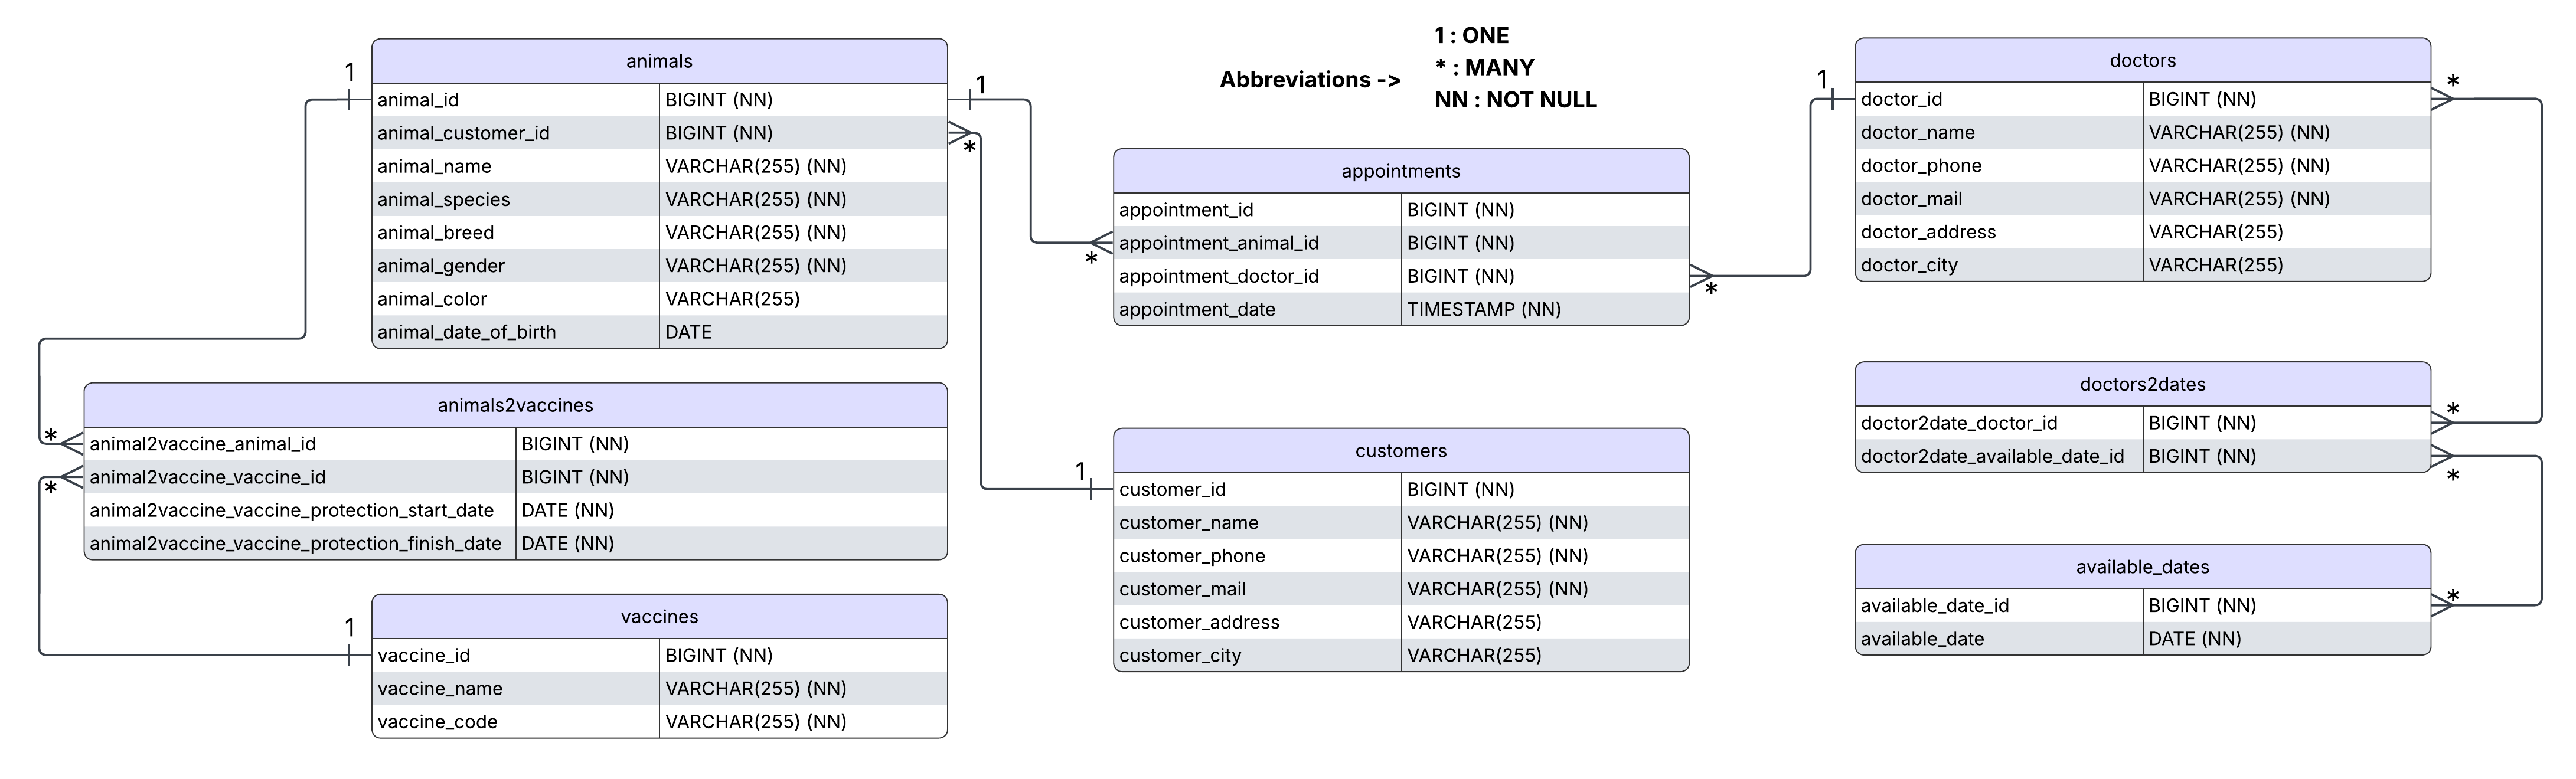 Abbreviations ->
1 : ONE
* : MANY
NN : NOT NULL
animals
animal_id BIGINT (NN)
animal_customer_id BIGINT (NN)
animal_name VARCHAR(255) (NN)
animal_species VARCHAR(255) (NN)
animal_breed VARCHAR(255) (NN)
animal_gender VARCHAR(255) (NN)
animal_color VARCHAR(255)
animal_date_of_birth DATE
1
1
*
animals2vaccines
animal2vaccine_animal_id BIGINT (NN)
animal2vaccine_vaccine_id BIGINT (NN)
animal2vaccine_vaccine_protection_start_date DATE (NN)
animal2vaccine_vaccine_protection_finish_date DATE (NN)
*
*
vaccines
vaccine_id BIGINT (NN)
vaccine_name VARCHAR(255) (NN)
vaccine_code VARCHAR(255) (NN)
1
appointments
appointment_id BIGINT (NN)
appointment_animal_id BIGINT (NN)
appointment_doctor_id BIGINT (NN)
appointment_date TIMESTAMP (NN)
*
*
customers
customer_id BIGINT (NN)
customer_name VARCHAR(255) (NN)
customer_phone VARCHAR(255) (NN)
customer_mail VARCHAR(255) (NN)
customer_address VARCHAR(255)
customer_city VARCHAR(255)
1
doctors
doctor_id BIGINT (NN)
doctor_name VARCHAR(255) (NN)
doctor_phone VARCHAR(255) (NN)
doctor_mail VARCHAR(255) (NN)
doctor_address VARCHAR(255)
doctor_city VARCHAR(255)
1
*
doctors2dates
doctor2date_doctor_id BIGINT (NN)
doctor2date_available_date_id BIGINT (NN)
*
*
available_dates
available_date_id BIGINT (NN)
available_date DATE (NN)
*